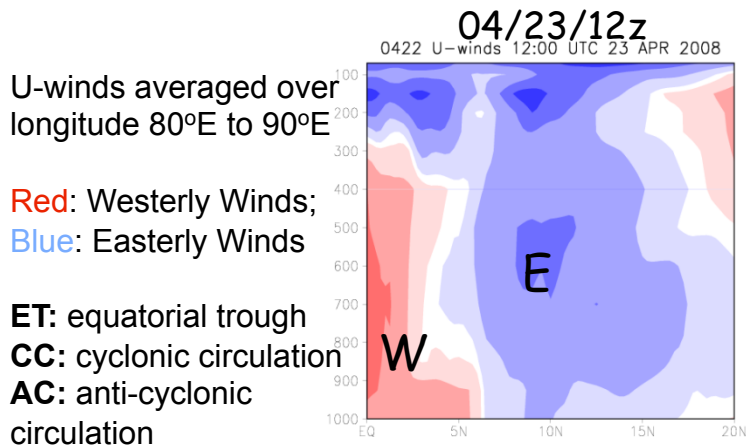 04/23/12z
0422 U-winds 12:00 UTC 23 APR 2008
U-winds averaged over
longitude 80ºE to 90ºE
Red: Westerly Winds;
Blue: Easterly Winds
ET: equatorial trough
CC: cyclonic circulation
AC: anti-cyclonic
circulation
100
200
300
400
500
600
700
800
900
1000
E
W
EQ 5N 10N 15N 20N